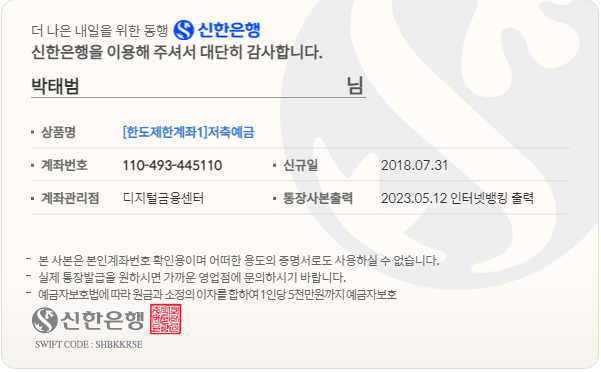 더 나은 내일을 위한 동행 신한은행
신한은행을 이용해 주셔서 대단히 감사합니다.
박태범 님
상품명 [한도제한계좌1]저축예금
계좌번호 110-493-445110 신규일 2018.07.31
계좌관리점 디지털금융센터 통장사본출력 2023.05.12 인터넷뱅킹 출력
- 본 사본은 본인계좌번호 확인용이며 어떠한 용도의 증명서로도 사용하실 수 없습니다.
- 실제 통장발급을 원하시면 가까운 영업점에 문의하시기 바랍니다.
- 예금자보호법에 따라 원금과 소정의 이자를 합하여 1인당 5천만원까지 예금자보호
신한은행
SWIFT CODE : SHBKKRSE